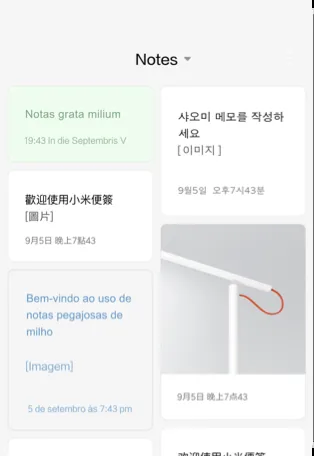 Notes
Notas grata milium
19:43 In die Septembris V
歡迎使用小米便簽
[圖片]
9月5日 晚上7點43
Bem-vindo ao uso de
notas pegajosas de
milho
[Imagem]
5 de setembro às 7:43 pm
샤오미 메모를 작성하
세요
[이미지]
9월5일 오후7시43분
9月5日 晚上7点43
欢迎使用小米便签